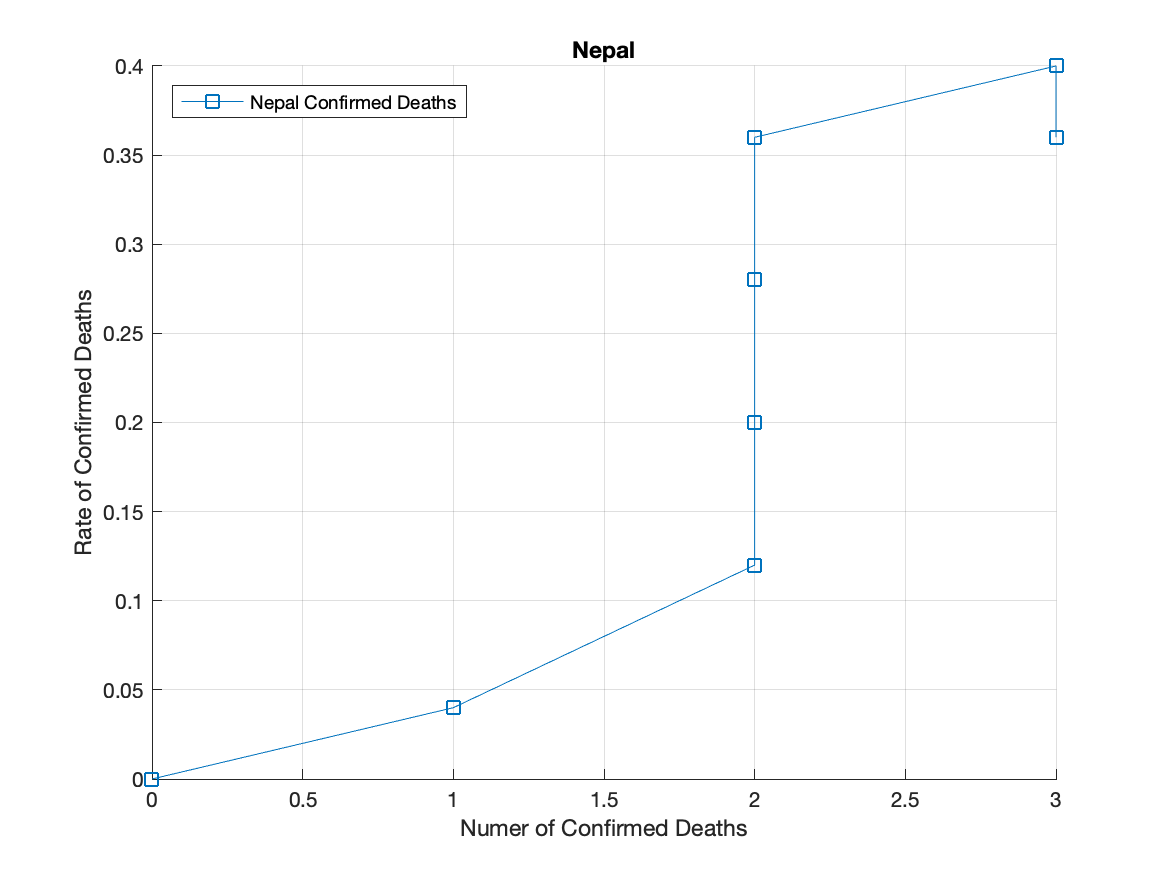 Nepal
Nepal Confirmed Deaths
0.4
0.35
0.3
0.25
0.2
0.15
0.1
0.05
0
Rate of Confirmed Deaths
0 0.5 1 1.5 2 2.5 3
Numer of Confirmed Deaths